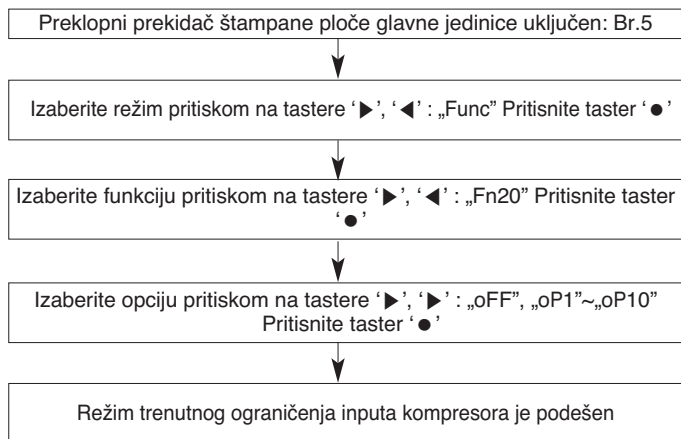 Preklopni prekidač štampane ploče glavne jedinice uključen: Br.5
Izaberite režim pritiskom na tastere ‘▶’, ‘◀’ : „Func” Pritisnite taster ‘●’
Izaberite funkciju pritiskom na tastere ‘▶’, ‘◀’ : „Fn20” Pritisnite taster
‘●’
Izaberite opciju pritiskom na tastere ‘▶’, ‘▶’ : „oFF”, „oP1”~„oP10”
Pritisnite taster ‘●’
Režim trenutnog ograničenja inputa kompresora je podešen